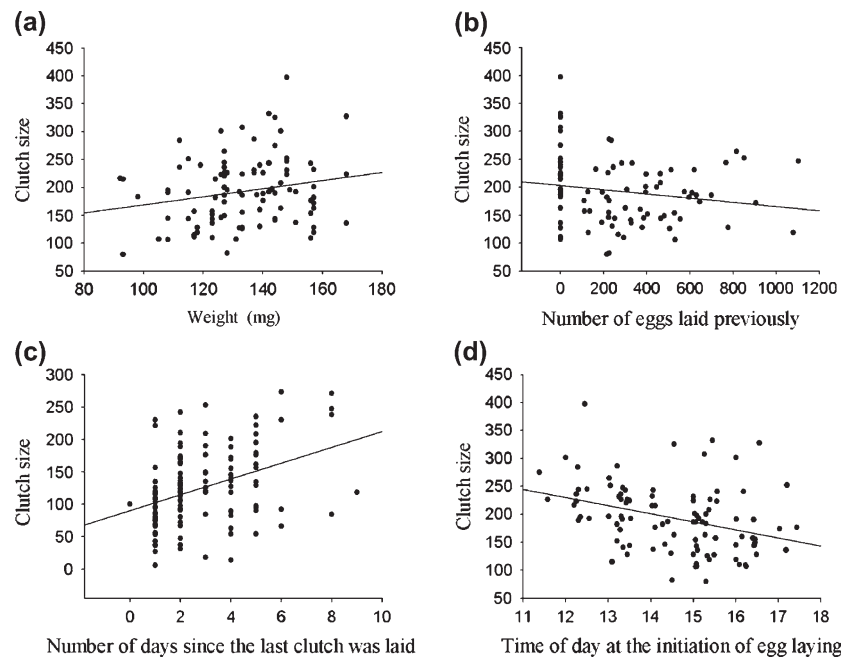 (a)
450
400
350
300
250
200
150
100
50
Clutch size
80 100 120 140 160 180
Weight (mg)
(b)
450
400
350
300
250
200
150
100
50
Clutch size
0 200 400 600 800 1000 1200
Number of eggs laid previously
(c)
300
250
200
150
100
50
0
Clutch size
0 2 4 6 8 10
Number of days since the last clutch was laid
(d)
450
400
350
300
250
200
150
100
50
Clutch size
11 12 13 14 15 16 17 18
Time of day at the initiation of egg laying